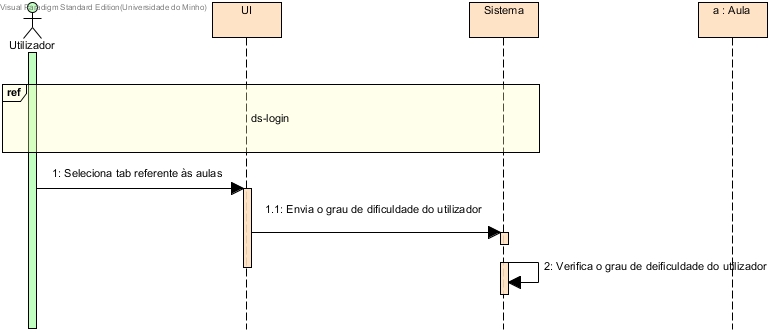 Visual Paradigm Standard Edition(Universidade do Minho)
UI
Sistema
a : Aula
Utilizador
ref
ds-login
1: Seleciona tab referente às aulas
1.1: Envia o grau de dificuldade do utilizador
2: Verifica o grau de deificuldade do utilizador